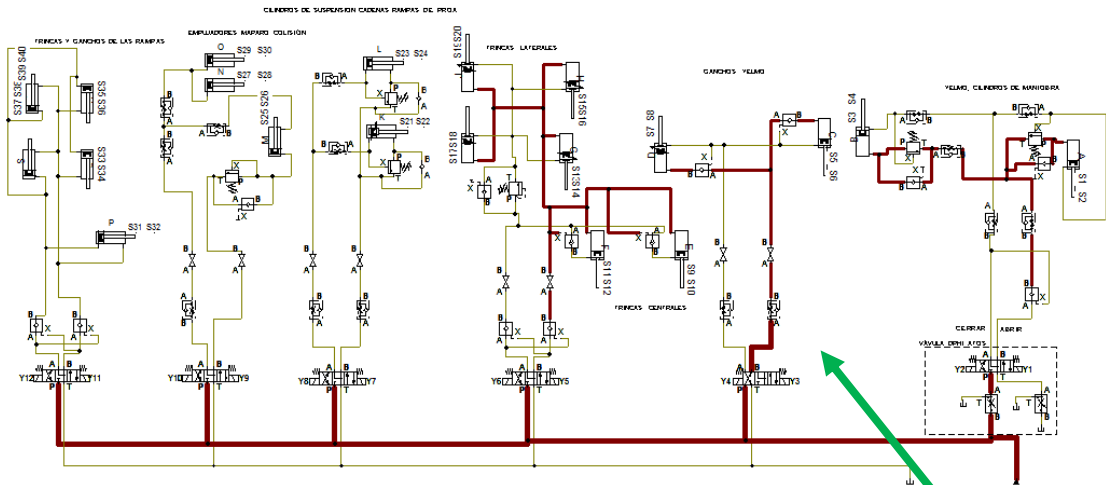 CILINDROS DE SUSPENSION CADENAS RAMPAS DE PROA
TRINCAS Y GANCHOS DE LAS RAMPAS
EMPUJADORES MAMPARO COLISIÓN
TRINCAS LATERALES
GANCHOS YELMO
YELMO, CILINDROS DE MANIOBRA
O S29 S30
N S27 S28
M S25 S26
L S23 S24
K S21 S22
S19 S20
S17 S18
H S15 S16
G S13 S14
F S11 S12
E S9 S10
S7 S8
C S5 S6
B S3 S4
A S1 S2
S39 S40
S37 S38
S35 S36
S33 S34
P S31 S32
TRINCAS CENTRALES
CERRAR ABRIR
Y12 A B P T Y11
Y10 A B P T Y9
Y8 A B P T Y7
Y6 A B P T Y5
Y4 A B P T Y3
Y2 A B P T Y1